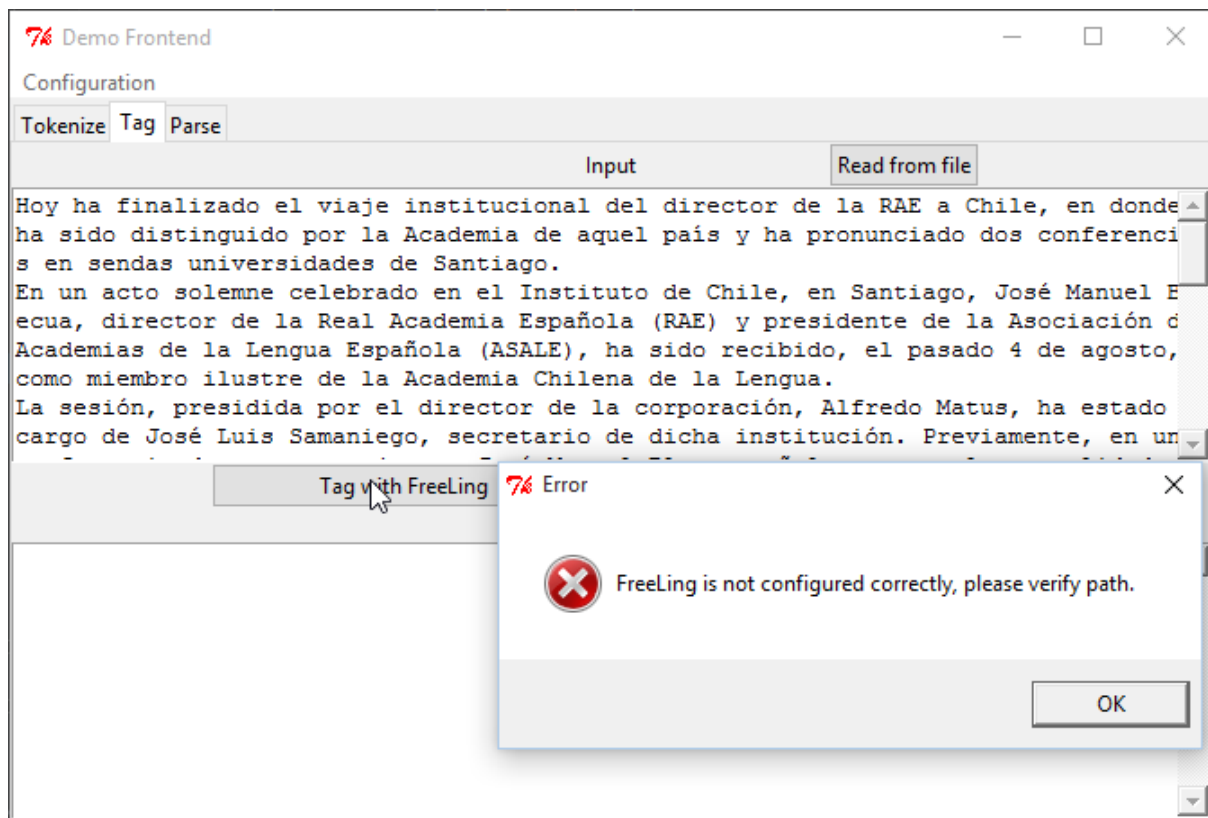 Demo Frontend
Configuration
Tokenize Tag Parse
Input Read from file
Hoy ha finalizado el viaje institucional del director de la RAE a Chile, en donde
ha sido distinguido por la Academia de aquel país y ha pronunciado dos conferenci
s en sendas universidades de Santiago.
En un acto solemne celebrado en el Instituto de Chile, en Santiago, José Manuel B
ecua, director de la Real Academia Española (RAE) y presidente de la Asociación d
Academias de la Lengua Española (ASALE), ha sido recibido, el pasado 4 de agosto,
como miembro ilustre de la Academia Chilena de la Lengua.
La sesión, presidida por el director de la corporación, Alfredo Matus, ha estado
cargo de José Luis Samaniego, secretario de dicha institución. Previamente, en un
Tag with FreeLing
Error
FreeLing is not configured correctly, please verify path.
OK